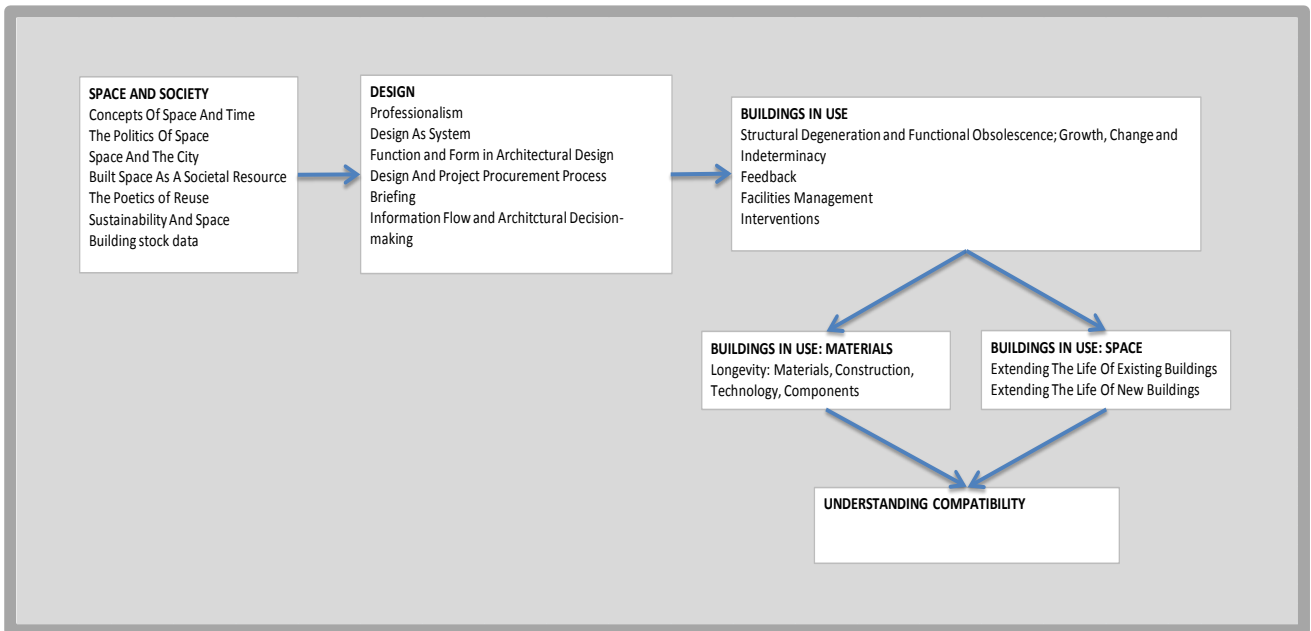 SPACE AND SOCIETY
Concepts Of Space And Time
The Politics Of Space
Space And The City
Built Space As A Societal Resource
The Poetics of Reuse
Sustainability And Space
Building stock data
DESIGN
Professionalism
Design As System
Function and Form in Architectural Design
Design And Project Procurement Process
Briefing
Information Flow and Architctural Decision-
making
BUILDINGS IN USE
Structural Degeneration and Functional Obsolescence; Growth, Change and
Indeterminacy
Feedback
Facilities Management
Interventions
BUILDINGS IN USE: MATERIALS
Longevity: Materials, Construction,
Technology, Components
BUILDINGS IN USE: SPACE
Extending The Life Of Existing Buildings
Extending The Life Of New Buildings
UNDERSTANDING COMPATIBILITY